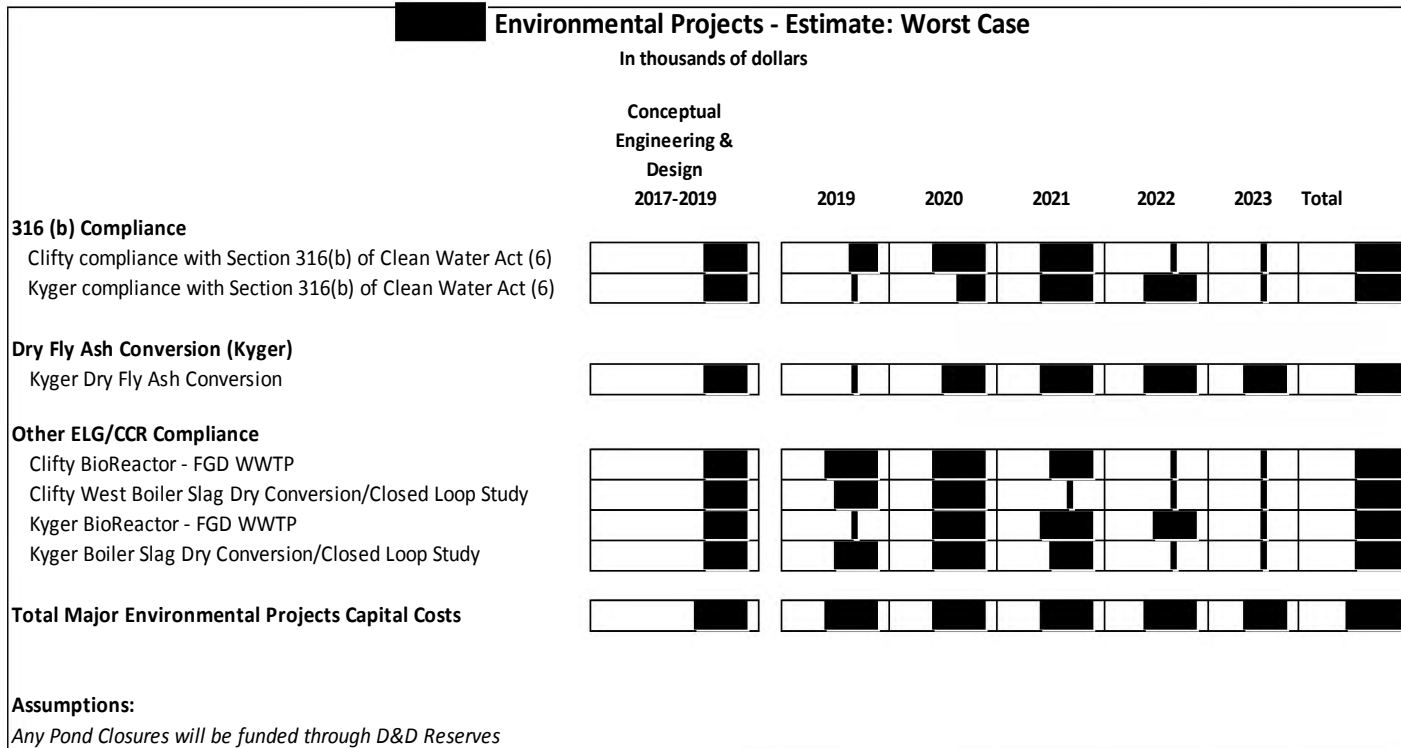 Environmental Projects - Estimate: Worst Case
In thousands of dollars
Conceptual
Engineering &
Design
2017-2019 2019 2020 2021 2022 2023 Total
316 (b) Compliance
Clifty compliance with Section 316(b) of Clean Water Act (6)
Kyger compliance with Section 316(b) of Clean Water Act (6)
Dry Fly Ash Conversion (Kyger)
Kyger Dry Fly Ash Conversion
Other ELG/CCR Compliance
Clifty BioReactor - FGD WWTP
Clifty West Boiler Slag Dry Conversion/Closed Loop Study
Kyger BioReactor - FGD WWTP
Kyger Boiler Slag Dry Conversion/Closed Loop Study
Total Major Environmental Projects Capital Costs
Assumptions:
Any Pond Closures will be funded through D&D Reserves